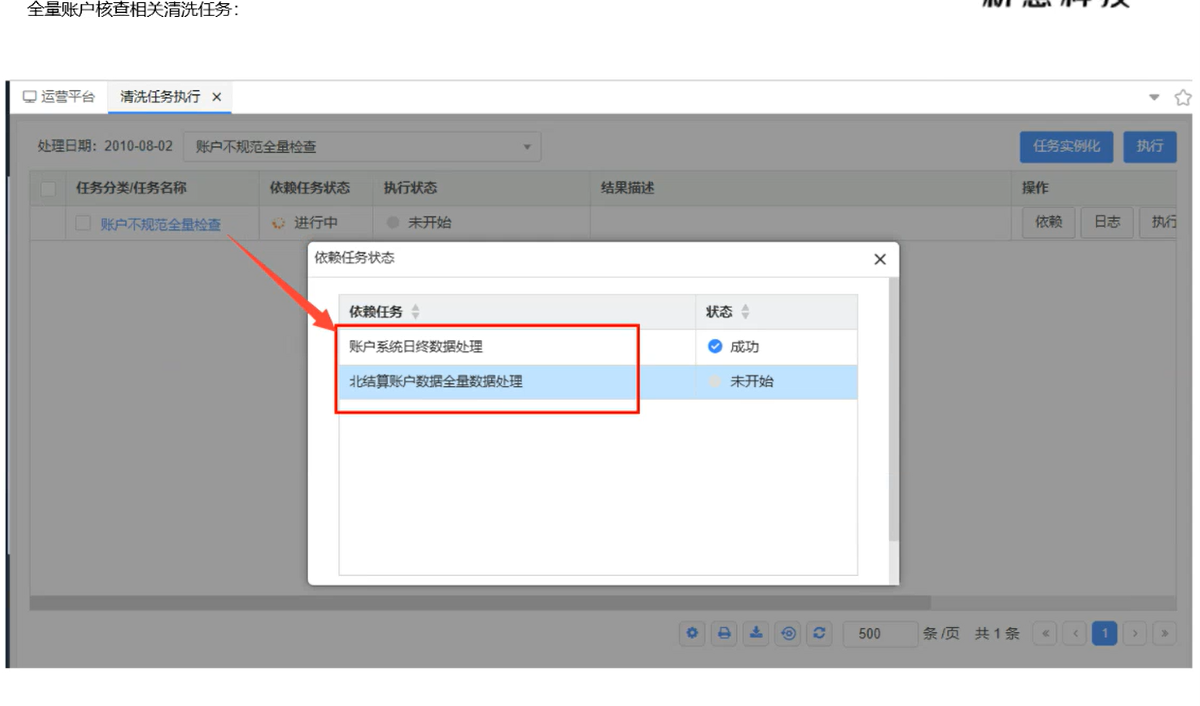 全量账户核查相关清洗任务：
运营平台 清洗任务执行
处理日期：2010-08-02 账户不规范全量检查 任务实例化 执行
任务分类/任务名称 依赖任务状态 执行状态 结果描述 操作
账户不规范全量检查 进行中 未开始 依赖 日志 执行
依赖任务状态
依赖任务 状态
账户系统日终数据处理 成功
北结算账户数据全量数据处理 未开始
500 条/页 共 1 条 « ‹ 1 › »